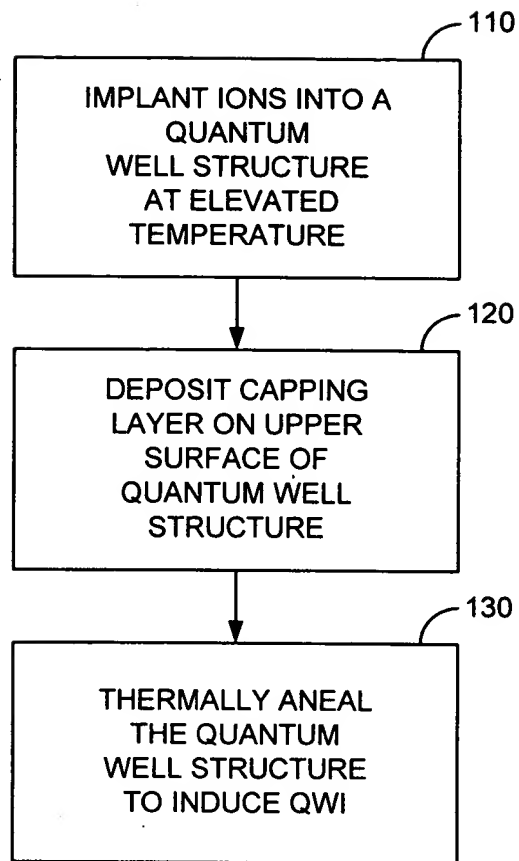 110
IMPLANT IONS INTO A
QUANTUM
WELL STRUCTURE
AT ELEVATED
TEMPERATURE
120
DEPOSIT CAPPING
LAYER ON UPPER
SURFACE OF
QUANTUM WELL
STRUCTURE
130
THERMALLY ANEAL
THE QUANTUM
WELL STRUCTURE
TO INDUCE QWI